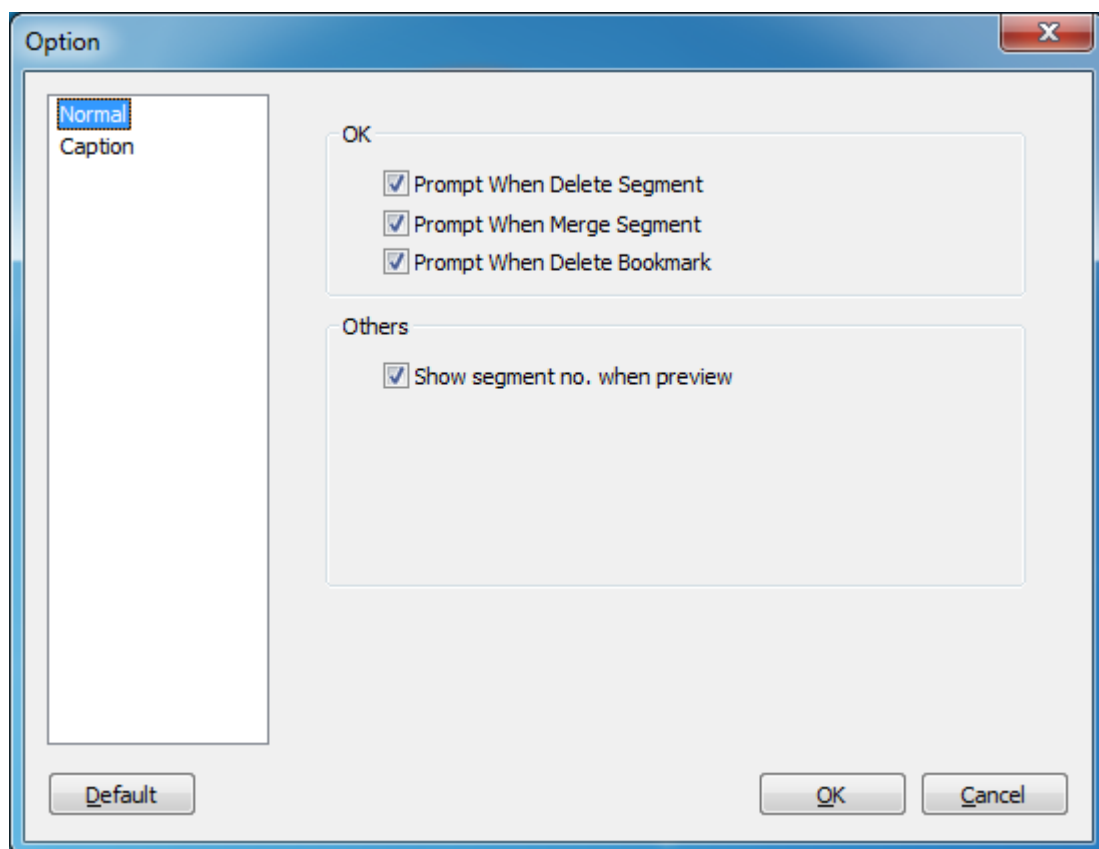 Option
Normal
Caption
OK
Prompt When Delete Segment
Prompt When Merge Segment
Prompt When Delete Bookmark
Others
Show segment no. when preview
Default
OK
Cancel